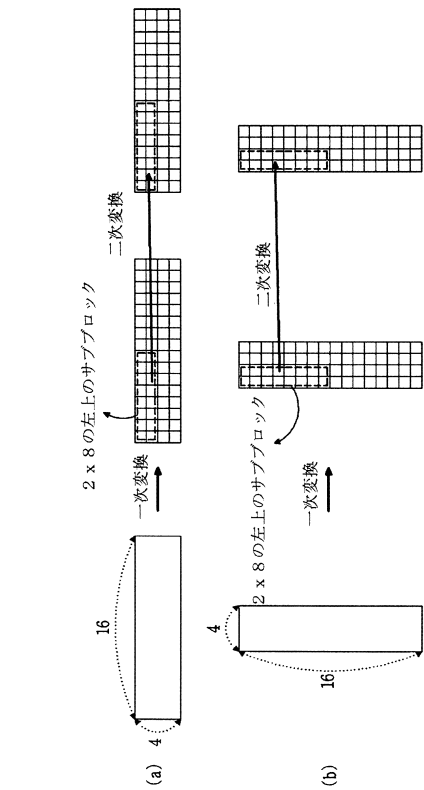 (a)
4
16
一次変換
2 x 8の左上のサブブロック
二次変換
(b)
16
4
一次変換
2 x 8の左上のサブブロック
二次変換